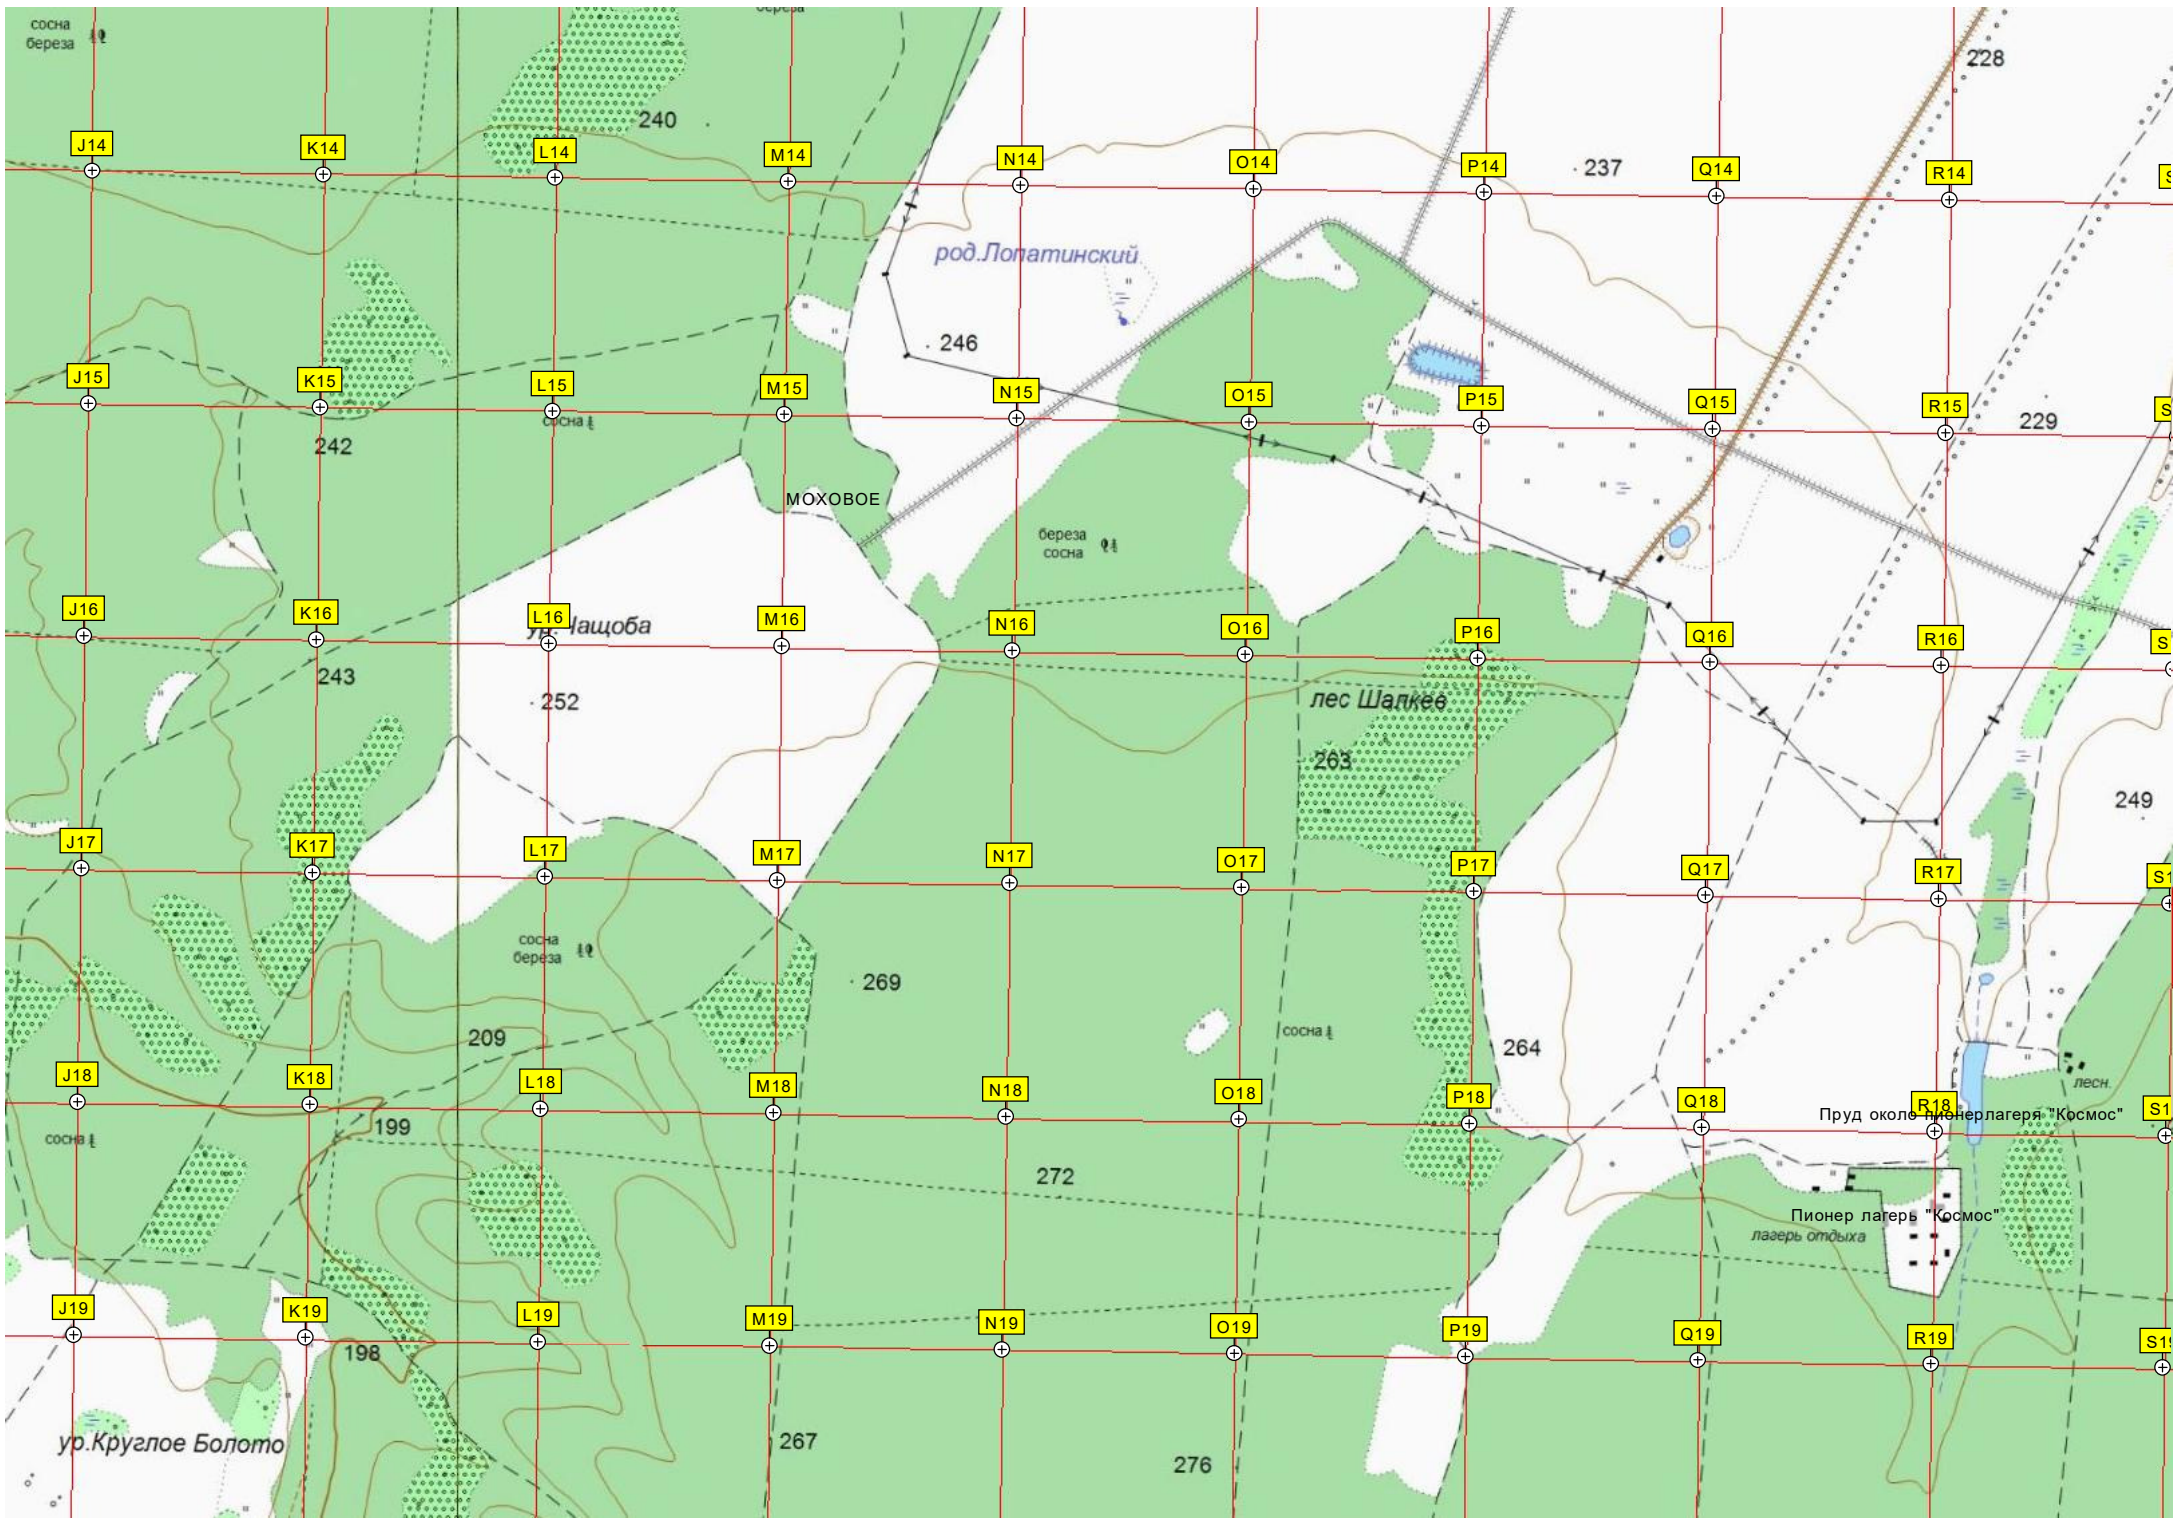 сосна
береза
береза
228
240
J14
K14
L14
M14
N14
O14
P14
237
Q14
R14
род.Лопатинский
246
J15
K15
L15
M15
N15
O15
P15
Q15
R15
229
242
сосна
МОХОВОЕ
береза
сосна
J16
K16
L16
ур.Чащоба
M16
N16
O16
P16
Q16
R16
243
252
лес Шалкев
263
249
J17
K17
L17
M17
N17
O17
P17
Q17
R17
сосна
береза
269
209
сосна
264
J18
K18
L18
M18
N18
O18
P18
Q18
R18
лесн.
Пруд около пионерлагеря "Космос"
199
сосна
272
Пионер лагерь "Космос"
лагерь отдыха
J19
K19
L19
M19
N19
O19
P19
Q19
R19
S19
198
ур.Круглое Болото
267
276